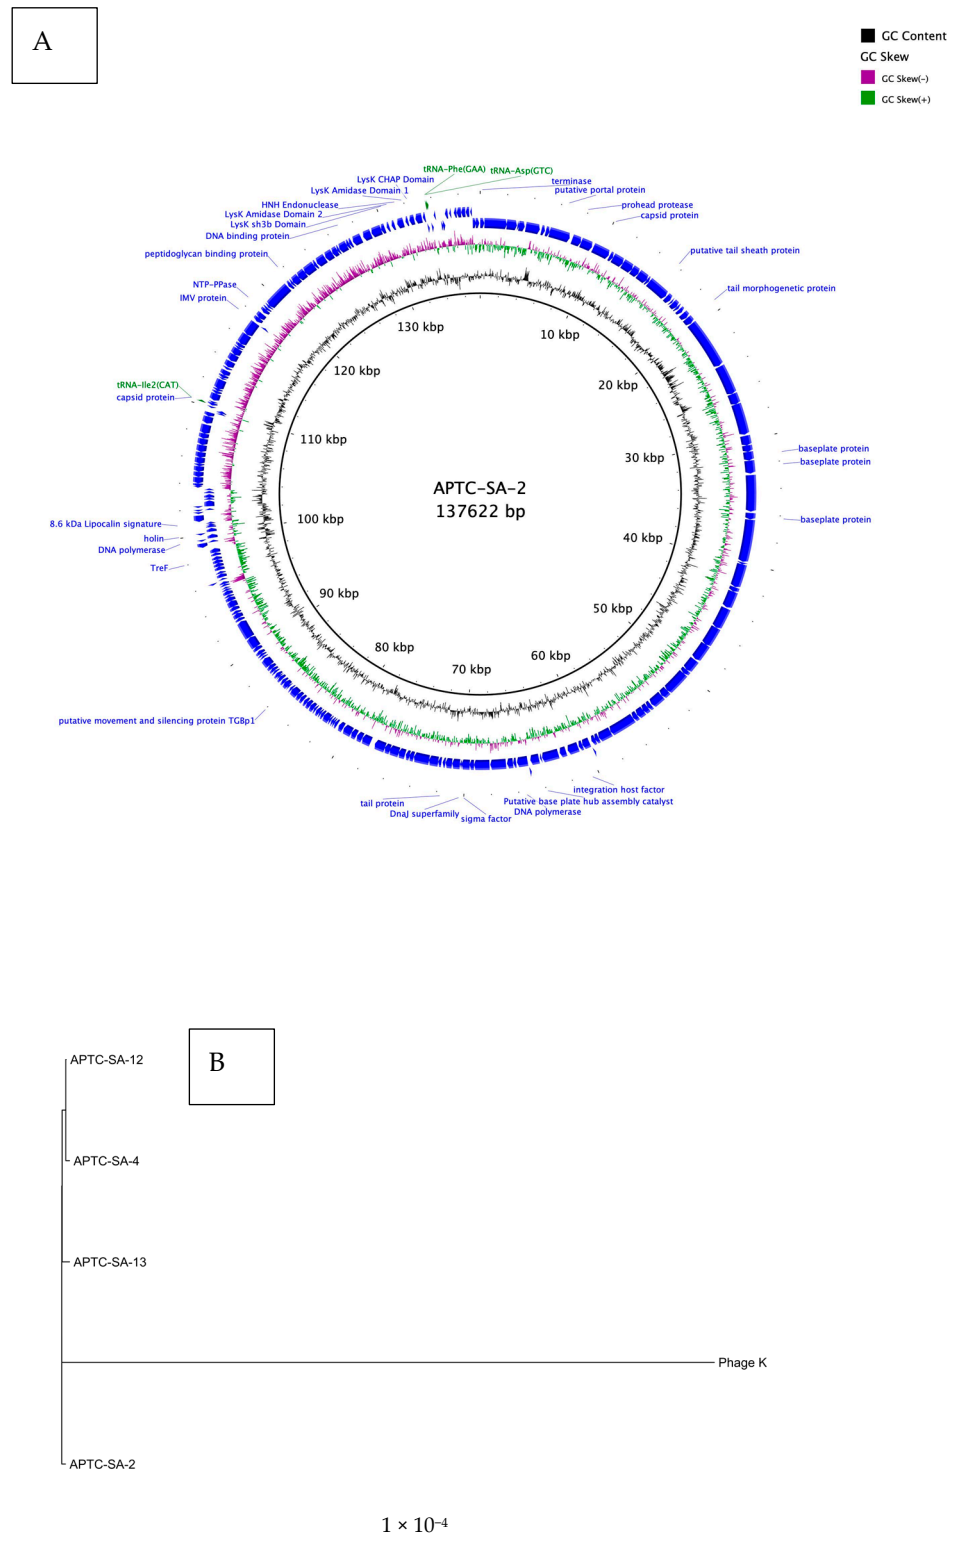 A
GC Content
GC Skew
GC Skew(-)
GC Skew(+)
tRNA-Phe(GAA)
tRNA-Asp(GTC)
LysK CHAP Domain
terminase
LysK Amidase Domain 1
putative portal protein
HNH Endonuclease
prohead protease
LysK Amidase Domain 2
capsid protein
LysK sh3b Domain
DNA binding protein
peptidoglycan binding protein
putative tail sheath protein
NTP-PPase
tail morphogenetic protein
IMV protein
tRNA-Ile2(CAT)
capsid protein
baseplate protein
baseplate protein
8.6 kDa Lipocalin signature
baseplate protein
holin
DNA polymerase
TreF
putative movement and silencing protein TGBp1
integration host factor
tail protein
Putative base plate hub assembly catalyst
DnaJ superfamily
DNA polymerase
sigma factor
130 kbp
10 kbp
120 kbp
20 kbp
110 kbp
30 kbp
APTC-SA-2
137622 bp
100 kbp
40 kbp
90 kbp
50 kbp
80 kbp
60 kbp
70 kbp
B
APTC-SA-12
APTC-SA-4
APTC-SA-13
Phage K
APTC-SA-2
1 × 10⁻⁴